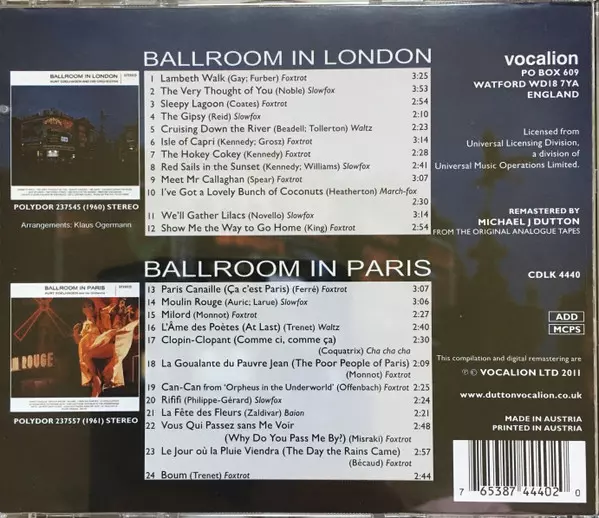 BALLROOM IN LONDON
1 Lambeth Walk (Gay; Furber) Foxtrot 3:25
2 The Very Thought of You (Noble) Slowfox 3:53
3 Sleepy Lagoon (Coates) Foxtrot 2:54
4 The Gipsy (Reid) Slowfox 2:10
5 Cruising Down the River (Beadell; Tollerton) Waltz 2:23
6 Isle of Capri (Kennedy; Grosz) Foxtrot 3:14
7 The Hokey Cokey (Kennedy) Foxtrot 2:28
8 Red Sails in the Sunset (Kennedy; Williams) Slowfox 3:34
9 Meet Mr Callaghan (Spear) Foxtrot 3:07
10 I've Got a Lovely Bunch of Coconuts (Heatherton) March-fox
2:30
11 We'll Gather Lilacs (Novello) Slowfox 3:14
12 Show Me the Way to Go Home (King) Foxtrot 3:54
BALLROOM IN LONDON
POLYDOR 237545 (1960) STEREO
Arrangements: Klaus Ogermann
BALLROOM IN PARIS
13 Paris Canaille (Ça c'est Paris) (Ferré) Foxtrot 3:07
14 Moulin Rouge (Auric; Larue) Slowfox 3:06
15 Milord (Monnot) Foxtrot 3:27
16 L'Âme des Poètes (At Last) (Trenet) Waltz 2:40
17 Clopin-Clopant (Comme ci, comme ça)
(Coquatrix) Cha cha cha
18 La Goualante du Pauvre Jean (The Poor People of Paris) 2:09
(Monnot) Foxtrot
19 Can-Can from 'Orpheus in the Underworld' (Offenbach) Foxtrot 2:25
20 Rififi (Philippe-Gérard) Slowfox 2:30
21 La Fête des Fleurs (Zaldivar) Baion 2:51
22 Vous Qui Passez sans Me Voir 2:48
(Why Do You Pass Me By?) (Misraki) Foxtrot
23 Le Jour où la Pluie Viendra (The Day the Rains Came) 2:57
(Bécaud) Foxtrot
24 Boum (Trenet) Foxtrot 2:44
BALLROOM IN PARIS
ROUGE
POLYDOR 237557 (1961) STEREO
vocalion
PO BOX 609
WATFORD WD18 7YA
ENGLAND
Licensed from
Universal Licensing Division,
a division of
Universal Music Operations Limited.
REMASTERED BY
MICHAEL J DUTTON
FROM THE ORIGINAL ANALOGUE TAPES
CDLK 4440
ADD
MCPS
This compilation and digital remastering are
℗ © VOCALION LTD 2011
www.duttonvocalion.co.uk
MADE IN AUSTRIA
PRINTED IN AUSTRIA
7 65387 44402 0